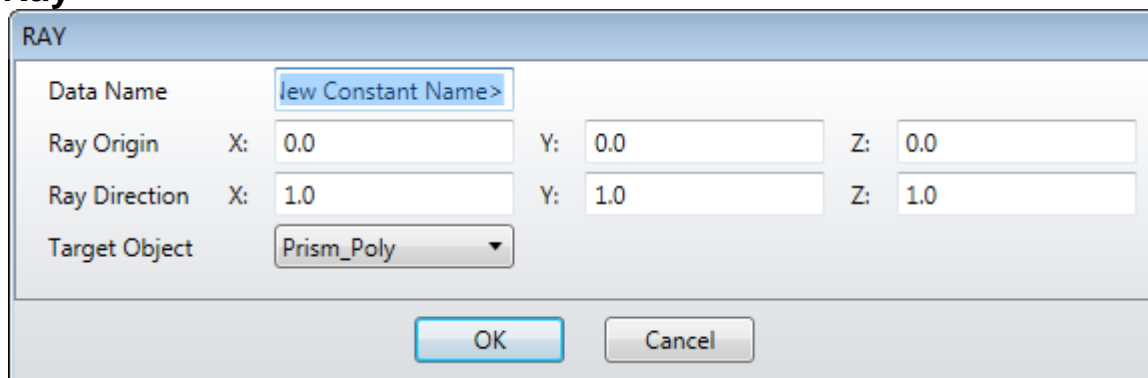 RAY
Data Name New Constant Name>
Ray Origin X: 0.0 Y: 0.0 Z: 0.0
Ray Direction X: 1.0 Y: 1.0 Z: 1.0
Target Object Prism_Poly
OK Cancel